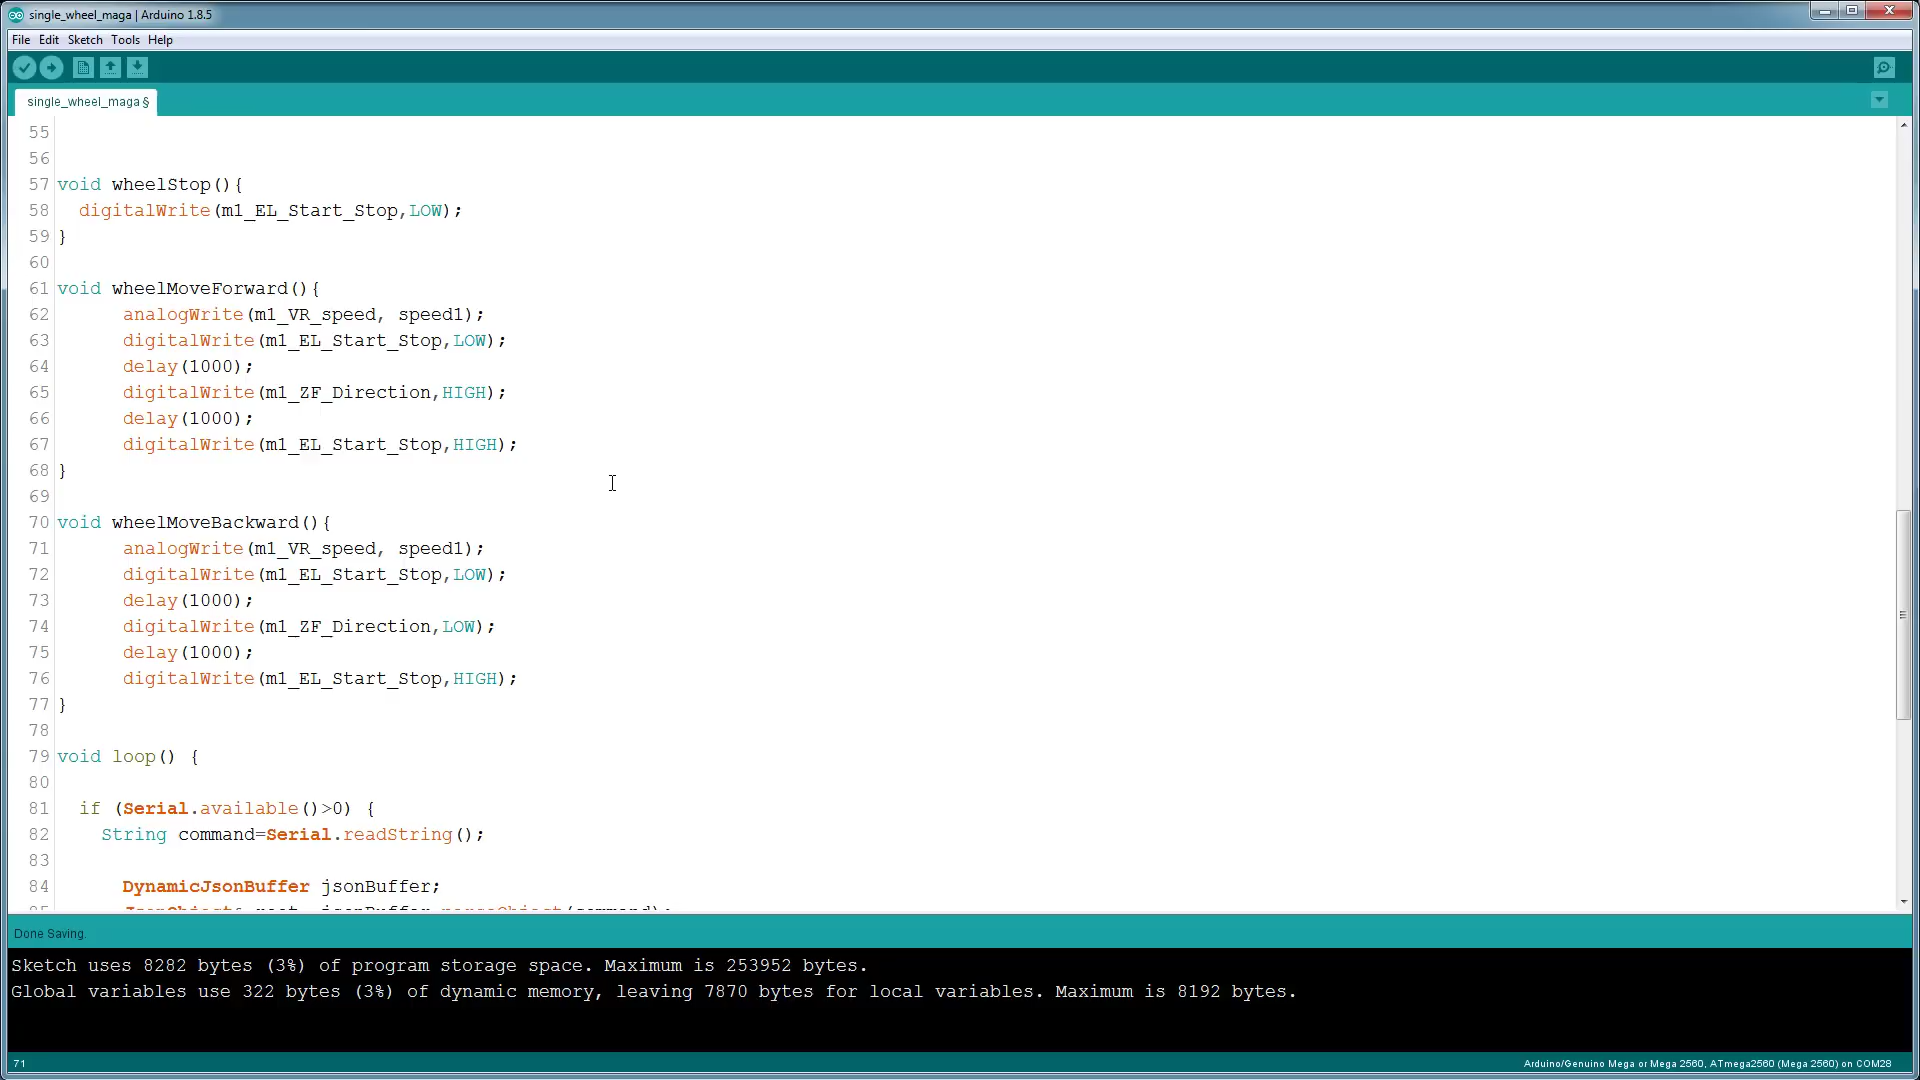 single_wheel_maga | Arduino 1.8.5
File Edit Sketch Tools Help
single_wheel_maga §
55
56
57 void wheelStop(){
58 digitalWrite(m1_EL_Start_Stop,LOW);
59 }
60
61 void wheelMoveForward(){
62 analogWrite(m1_VR_speed, speed1);
63 digitalWrite(m1_EL_Start_Stop,LOW);
64 delay(1000);
65 digitalWrite(m1_ZF_Direction,HIGH);
66 delay(1000);
67 digitalWrite(m1_EL_Start_Stop,HIGH);
68 }
69
70 void wheelMoveBackward(){
71 analogWrite(m1_VR_speed, speed1);
72 digitalWrite(m1_EL_Start_Stop,LOW);
73 delay(1000);
74 digitalWrite(m1_ZF_Direction,LOW);
75 delay(1000);
76 digitalWrite(m1_EL_Start_Stop,HIGH);
77 }
78
79 void loop() {
80
81 if (Serial.available()>0) {
82 String command=Serial.readString();
83
84 DynamicJsonBuffer jsonBuffer;
Done Saving.
Sketch uses 8282 bytes (3%) of program storage space. Maximum is 253952 bytes.
Global variables use 322 bytes (3%) of dynamic memory, leaving 7870 bytes for local variables. Maximum is 8192 bytes.
71 Arduino/Genuino Mega or Mega 2560, ATmega2560 (Mega 2560) on COM28